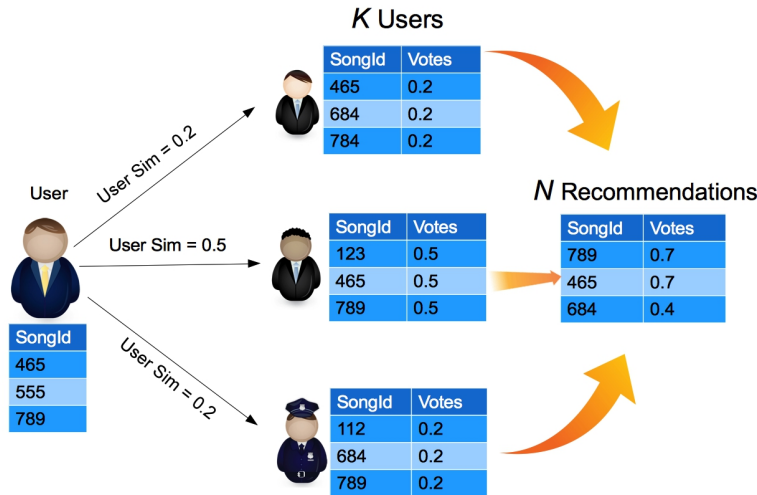 K Users
SongId Votes
465 0.2
684 0.2
784 0.2
User Sim = 0.2
User
N Recommendations
User Sim = 0.5
SongId Votes
123 0.5
465 0.5
789 0.5
SongId Votes
789 0.7
465 0.7
684 0.4
SongId
465
555
789
User Sim = 0.2
SongId Votes
112 0.2
684 0.2
789 0.2